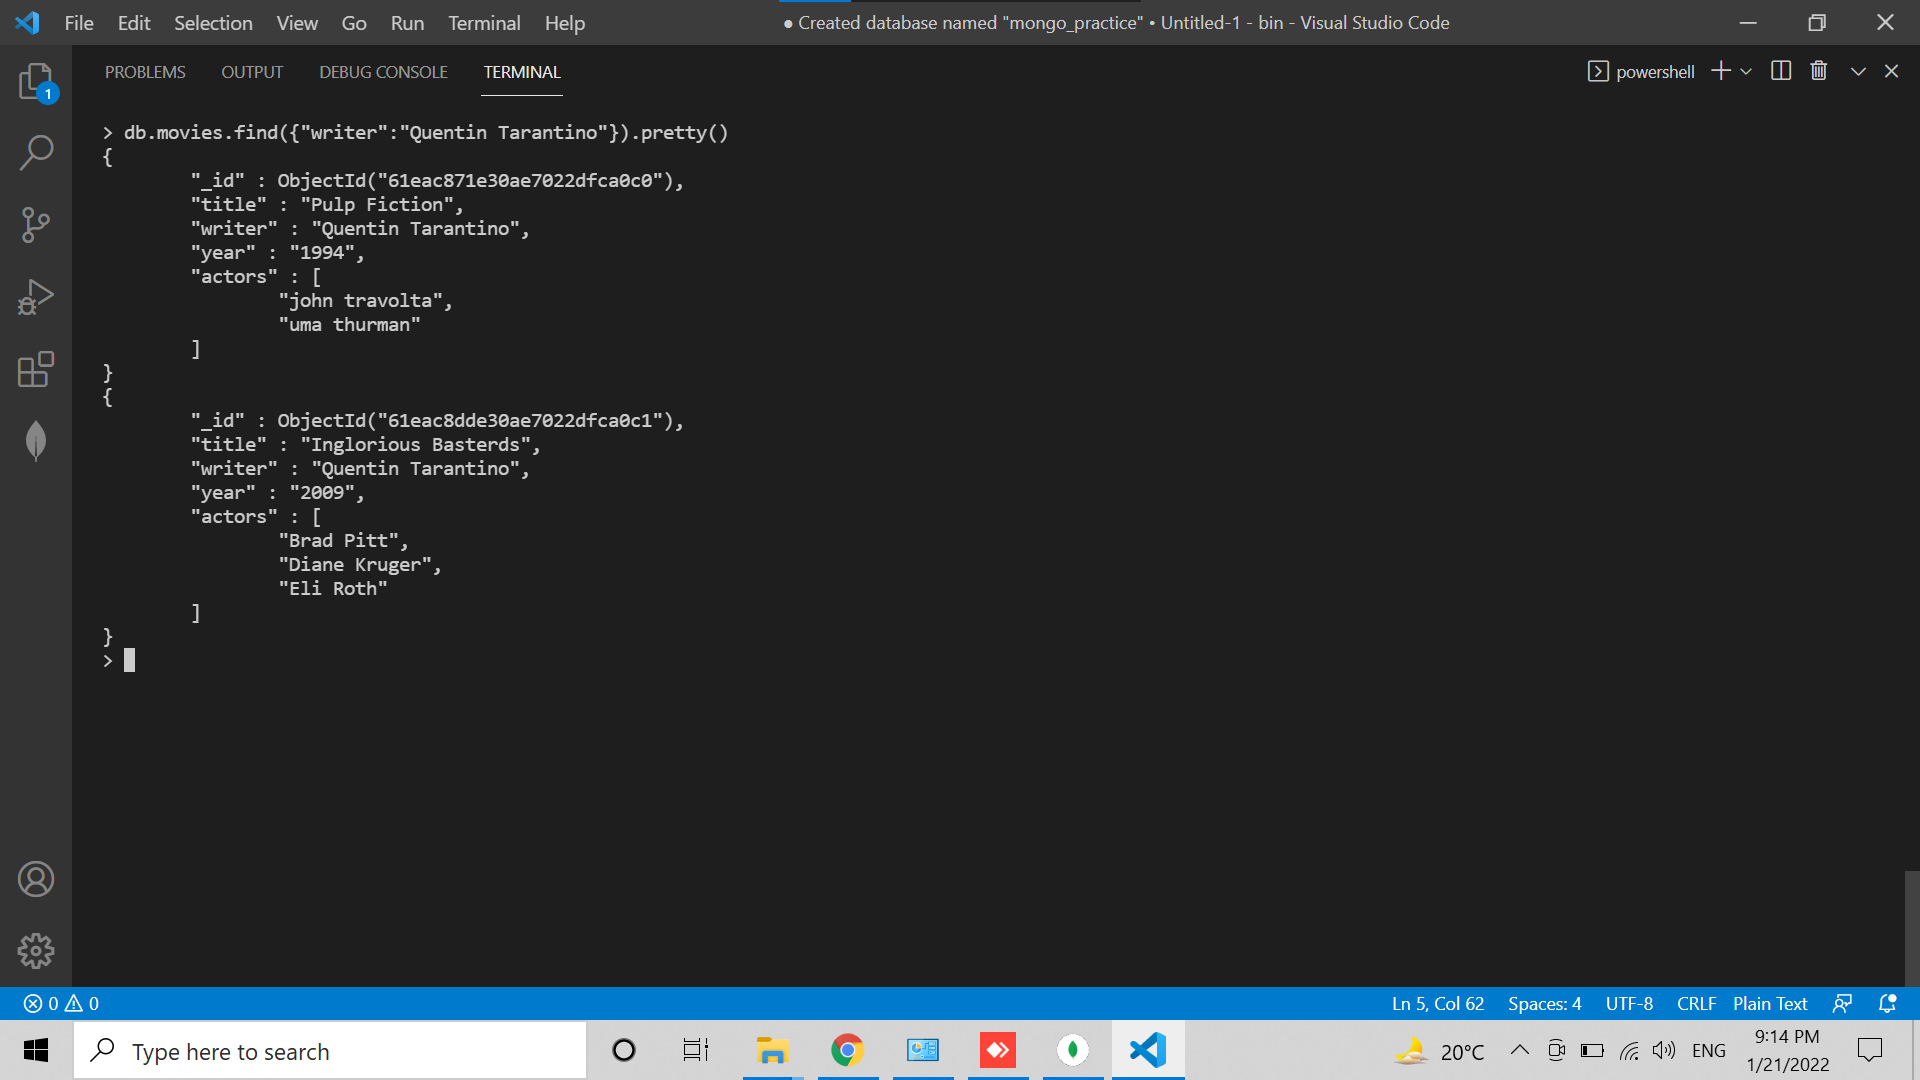 File Edit Selection View Go Run Terminal Help
● Created database named "mongo_practice" • Untitled-1 - bin - Visual Studio Code
1
PROBLEMS OUTPUT DEBUG CONSOLE TERMINAL
powershell
> db.movies.find({"writer":"Quentin Tarantino"}).pretty()
{
"_id" : ObjectId("61eac871e30ae7022dfca0c0"),
"title" : "Pulp Fiction",
"writer" : "Quentin Tarantino",
"year" : "1994",
"actors" : [
"john travolta",
"uma thurman"
]
}
{
"_id" : ObjectId("61eac8dde30ae7022dfca0c1"),
"title" : "Inglorious Basterds",
"writer" : "Quentin Tarantino",
"year" : "2009",
"actors" : [
"Brad Pitt",
"Diane Kruger",
"Eli Roth"
]
}
>
0 0
Ln 5, Col 62 Spaces: 4 UTF-8 CRLF Plain Text
Type here to search
20°C
ENG
9:14 PM
1/21/2022